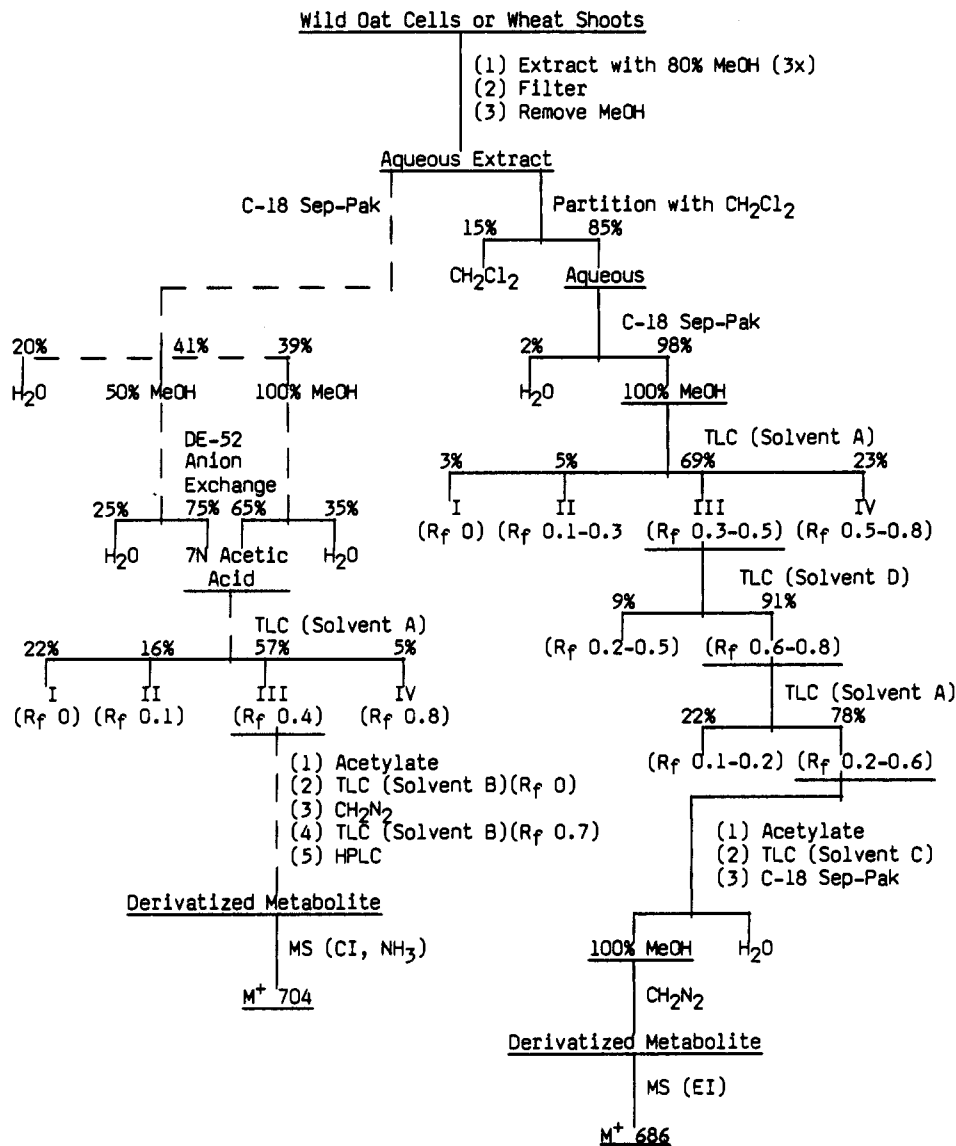 Wild Oat Cells or Wheat Shoots
(1) Extract with 80% MeOH (3x)
(2) Filter
(3) Remove MeOH
Aqueous Extract
C-18 Sep-Pak
Partition with CH2Cl2
15% 85%
CH2Cl2 Aqueous
C-18 Sep-Pak
20% 41% 39%
H2O 50% MeOH 100% MeOH
2% 98%
H2O 100% MeOH
DE-52
Anion
Exchange
25% 75% 65% 35%
H2O 7N Acetic H2O
Acid
TLC (Solvent A)
3% 5% 69% 23%
I II III IV
(Rf 0) (Rf 0.1-0.3 (Rf 0.3-0.5) (Rf 0.5-0.8)
TLC (Solvent D)
9% 91%
(Rf 0.2-0.5) (Rf 0.6-0.8)
TLC (Solvent A)
22% 16% 57% 5%
I II III IV
(Rf 0) (Rf 0.1) (Rf 0.4) (Rf 0.8)
TLC (Solvent A)
22% 78%
(Rf 0.1-0.2) (Rf 0.2-0.6)
(1) Acetylate
(2) TLC (Solvent B)(Rf 0)
(3) CH2N2
(4) TLC (Solvent B)(Rf 0.7)
(5) HPLC
(1) Acetylate
(2) TLC (Solvent C)
(3) C-18 Sep-Pak
Derivatized Metabolite
MS (CI, NH3)
M+ 704
100% MeOH H2O
CH2N2
Derivatized Metabolite
MS (EI)
M+ 686